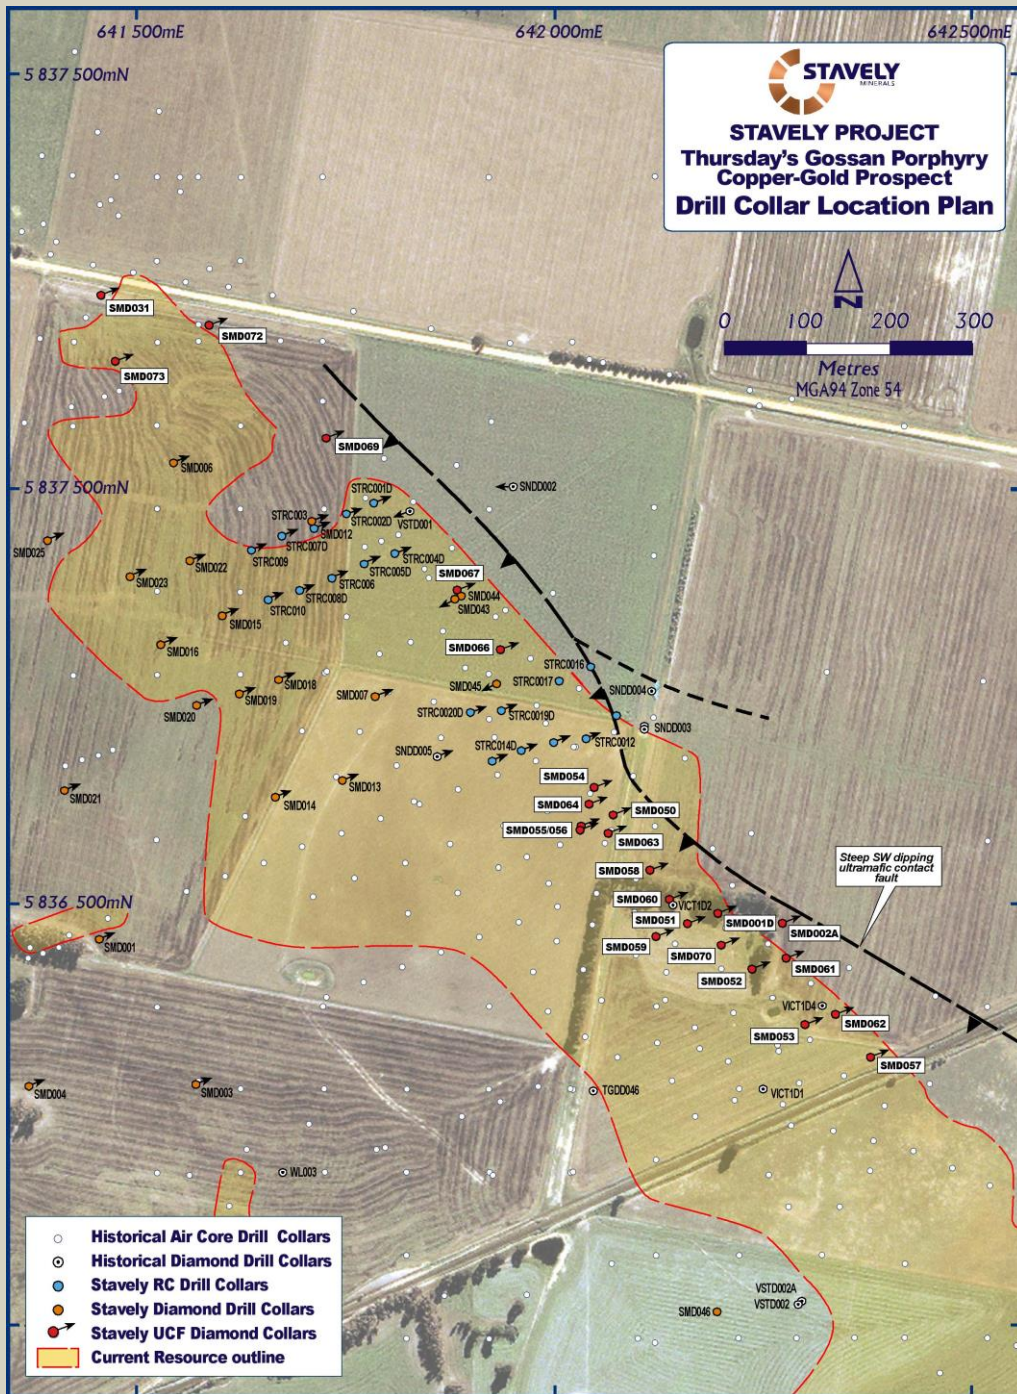 641 500mE
642 000mE
642 500mE
5 837 500mN
STAVELY
MINERALS
STAVELY PROJECT
Thursday's Gossan Porphyry
Copper-Gold Prospect
Drill Collar Location Plan
N
0 100 200 300
Metres
MGA94 Zone 54
SMD031
SMD072
SMD073
SMD069
SMD006
5 837 500mN
SNDD002
STRC001D
STRC002D
VSTD001
STRC003
SMD012
STRC007D
SMD025
STRC009
STRC004D
STRC005D
SMD022
SMD023
STRC006
SMD067
STRC008D
SMD044
SMD043
STRC010
SMD015
SMD016
SMD066
STRC0016
SMD018
SMD045
STRC0017
SNDD004
SMD019
SMD007
SMD020
STRC0020D
STRC0019D
SNDD003
STRC0012
STRC014D
SNDD005
SMD054
SMD013
SMD021
SMD014
SMD064
SMD050
SMD055/056
SMD063
SMD058
Steep SW dipping
ultramafic contact
fault
5 836 500mN
SMD060
VICT1D2
SMD051
SMD001D
SMD002A
SMD001
SMD059
SMD070
SMD061
SMD052
VICT1D4
SMD062
SMD053
SMD057
SMD004
SMD003
TGDD046
VICT1D1
WL003
VSTD002A
VSTD002
SMD046
Historical Air Core Drill Collars
Historical Diamond Drill Collars
Stavely RC Drill Collars
Stavely Diamond Drill Collars
Stavely UCF Diamond Collars
Current Resource outline